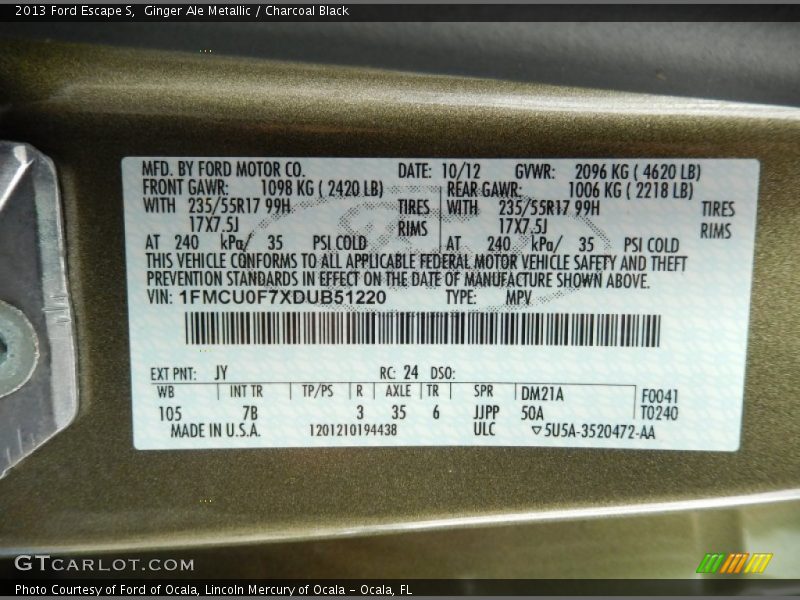 2013 Ford Escape S,  Ginger Ale Metallic / Charcoal Black
MFD. BY FORD MOTOR CO. DATE: 10/12 GVWR: 2096 KG ( 4620 LB)
FRONT GAWR: 1098 KG ( 2420 LB) REAR GAWR: 1006 KG ( 2218 LB)
WITH 235/55R17 99H TIRES WITH 235/55R17 99H TIRES
17X7.5J RIMS 17X7.5J RIMS
AT 240 kPa/ 35 PSI COLD AT 240 kPa/ 35 PSI COLD
THIS VEHICLE CONFORMS TO ALL APPLICABLE FEDERAL MOTOR VEHICLE SAFETY AND THEFT
PREVENTION STANDARDS IN EFFECT ON THE DATE OF MANUFACTURE SHOWN ABOVE.
VIN: 1FMCU0F7XDUB51220 TYPE: MPV
EXT PNT: JY RC: 24 DSO:
WB INT TR TP/PS R AXLE TR SPR DM21A F0041
105 7B 3 35 6 JJPP 50A T0240
MADE IN U.S.A. 1201210194438 ULC ▽5U5A-3520472-AA
GTCARLOT.COM
Photo Courtesy of Ford of Ocala, Lincoln Mercury of Ocala – Ocala, FL